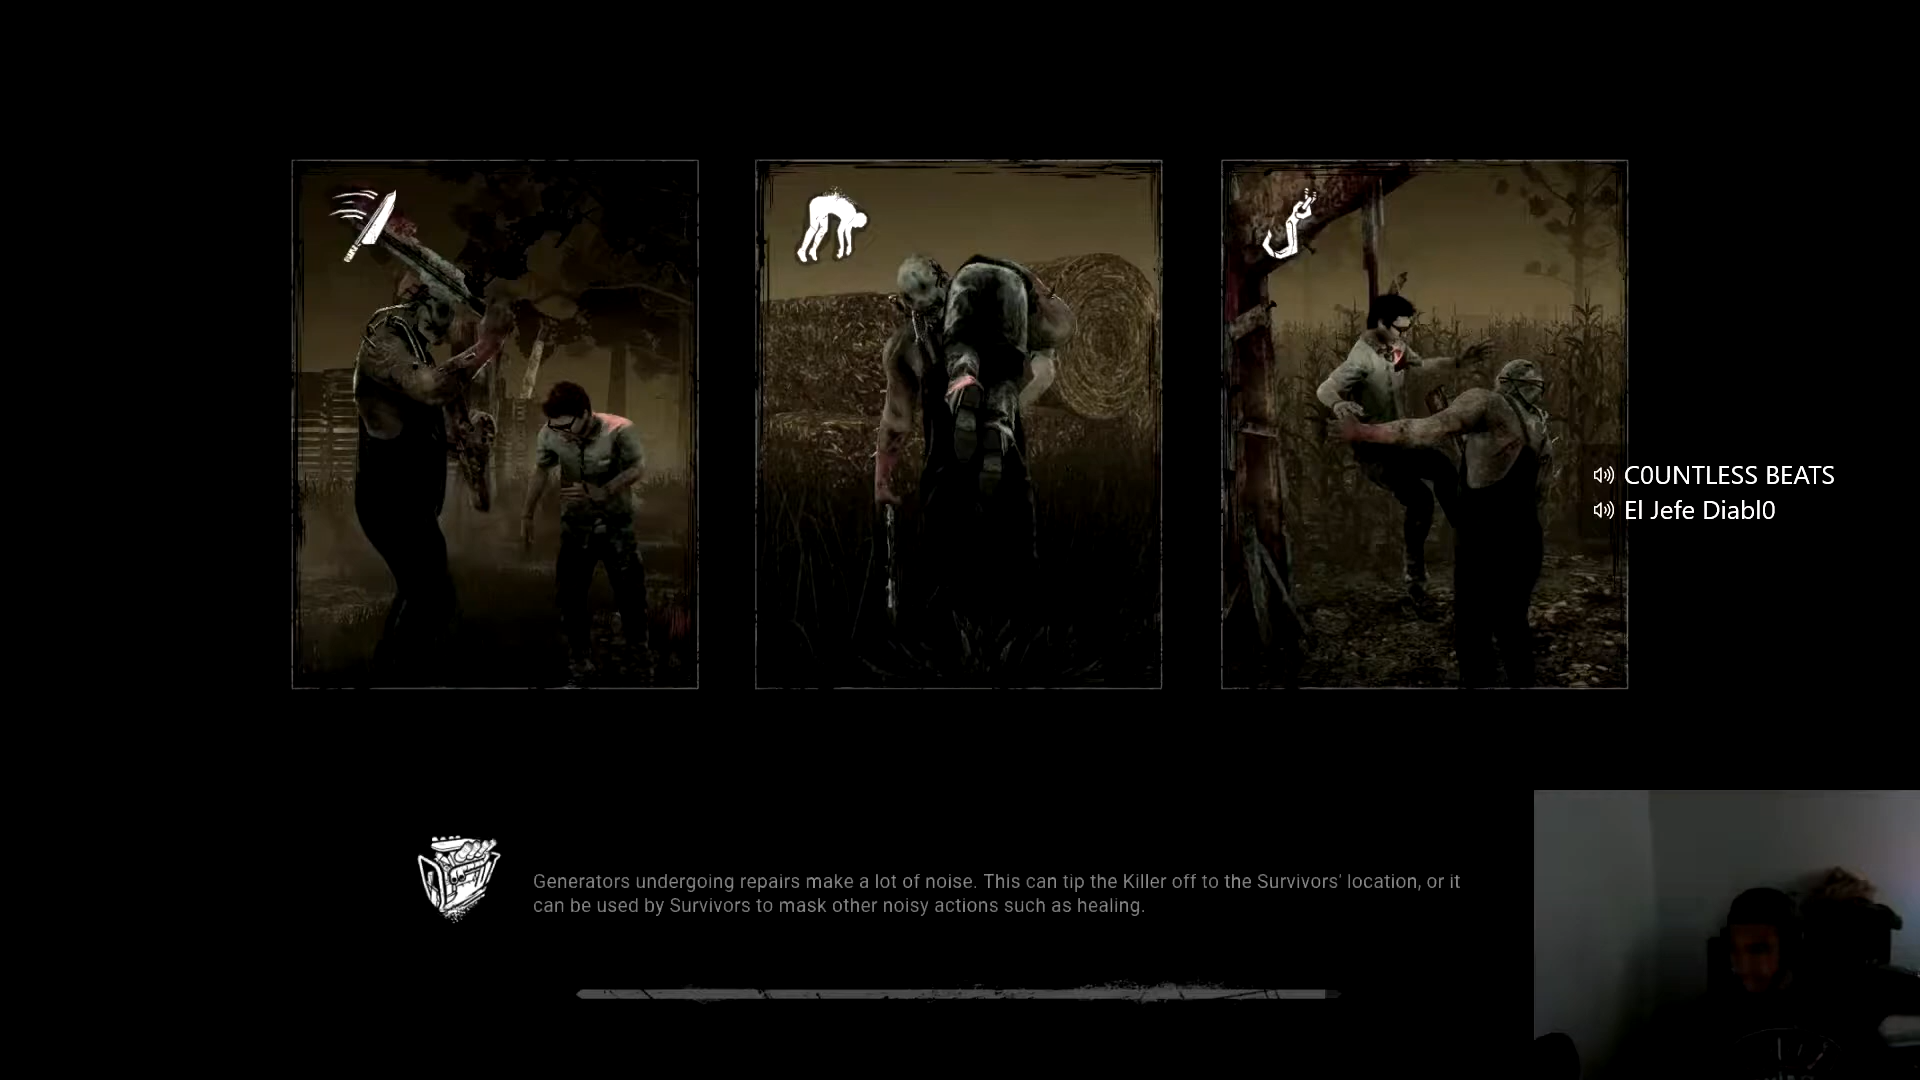 C0UNTLESS BEATS
El Jefe Diabl0
Generators undergoing repairs make a lot of noise. This can tip the Killer off to the Survivors' location, or it
can be used by Survivors to mask other noisy actions such as healing.